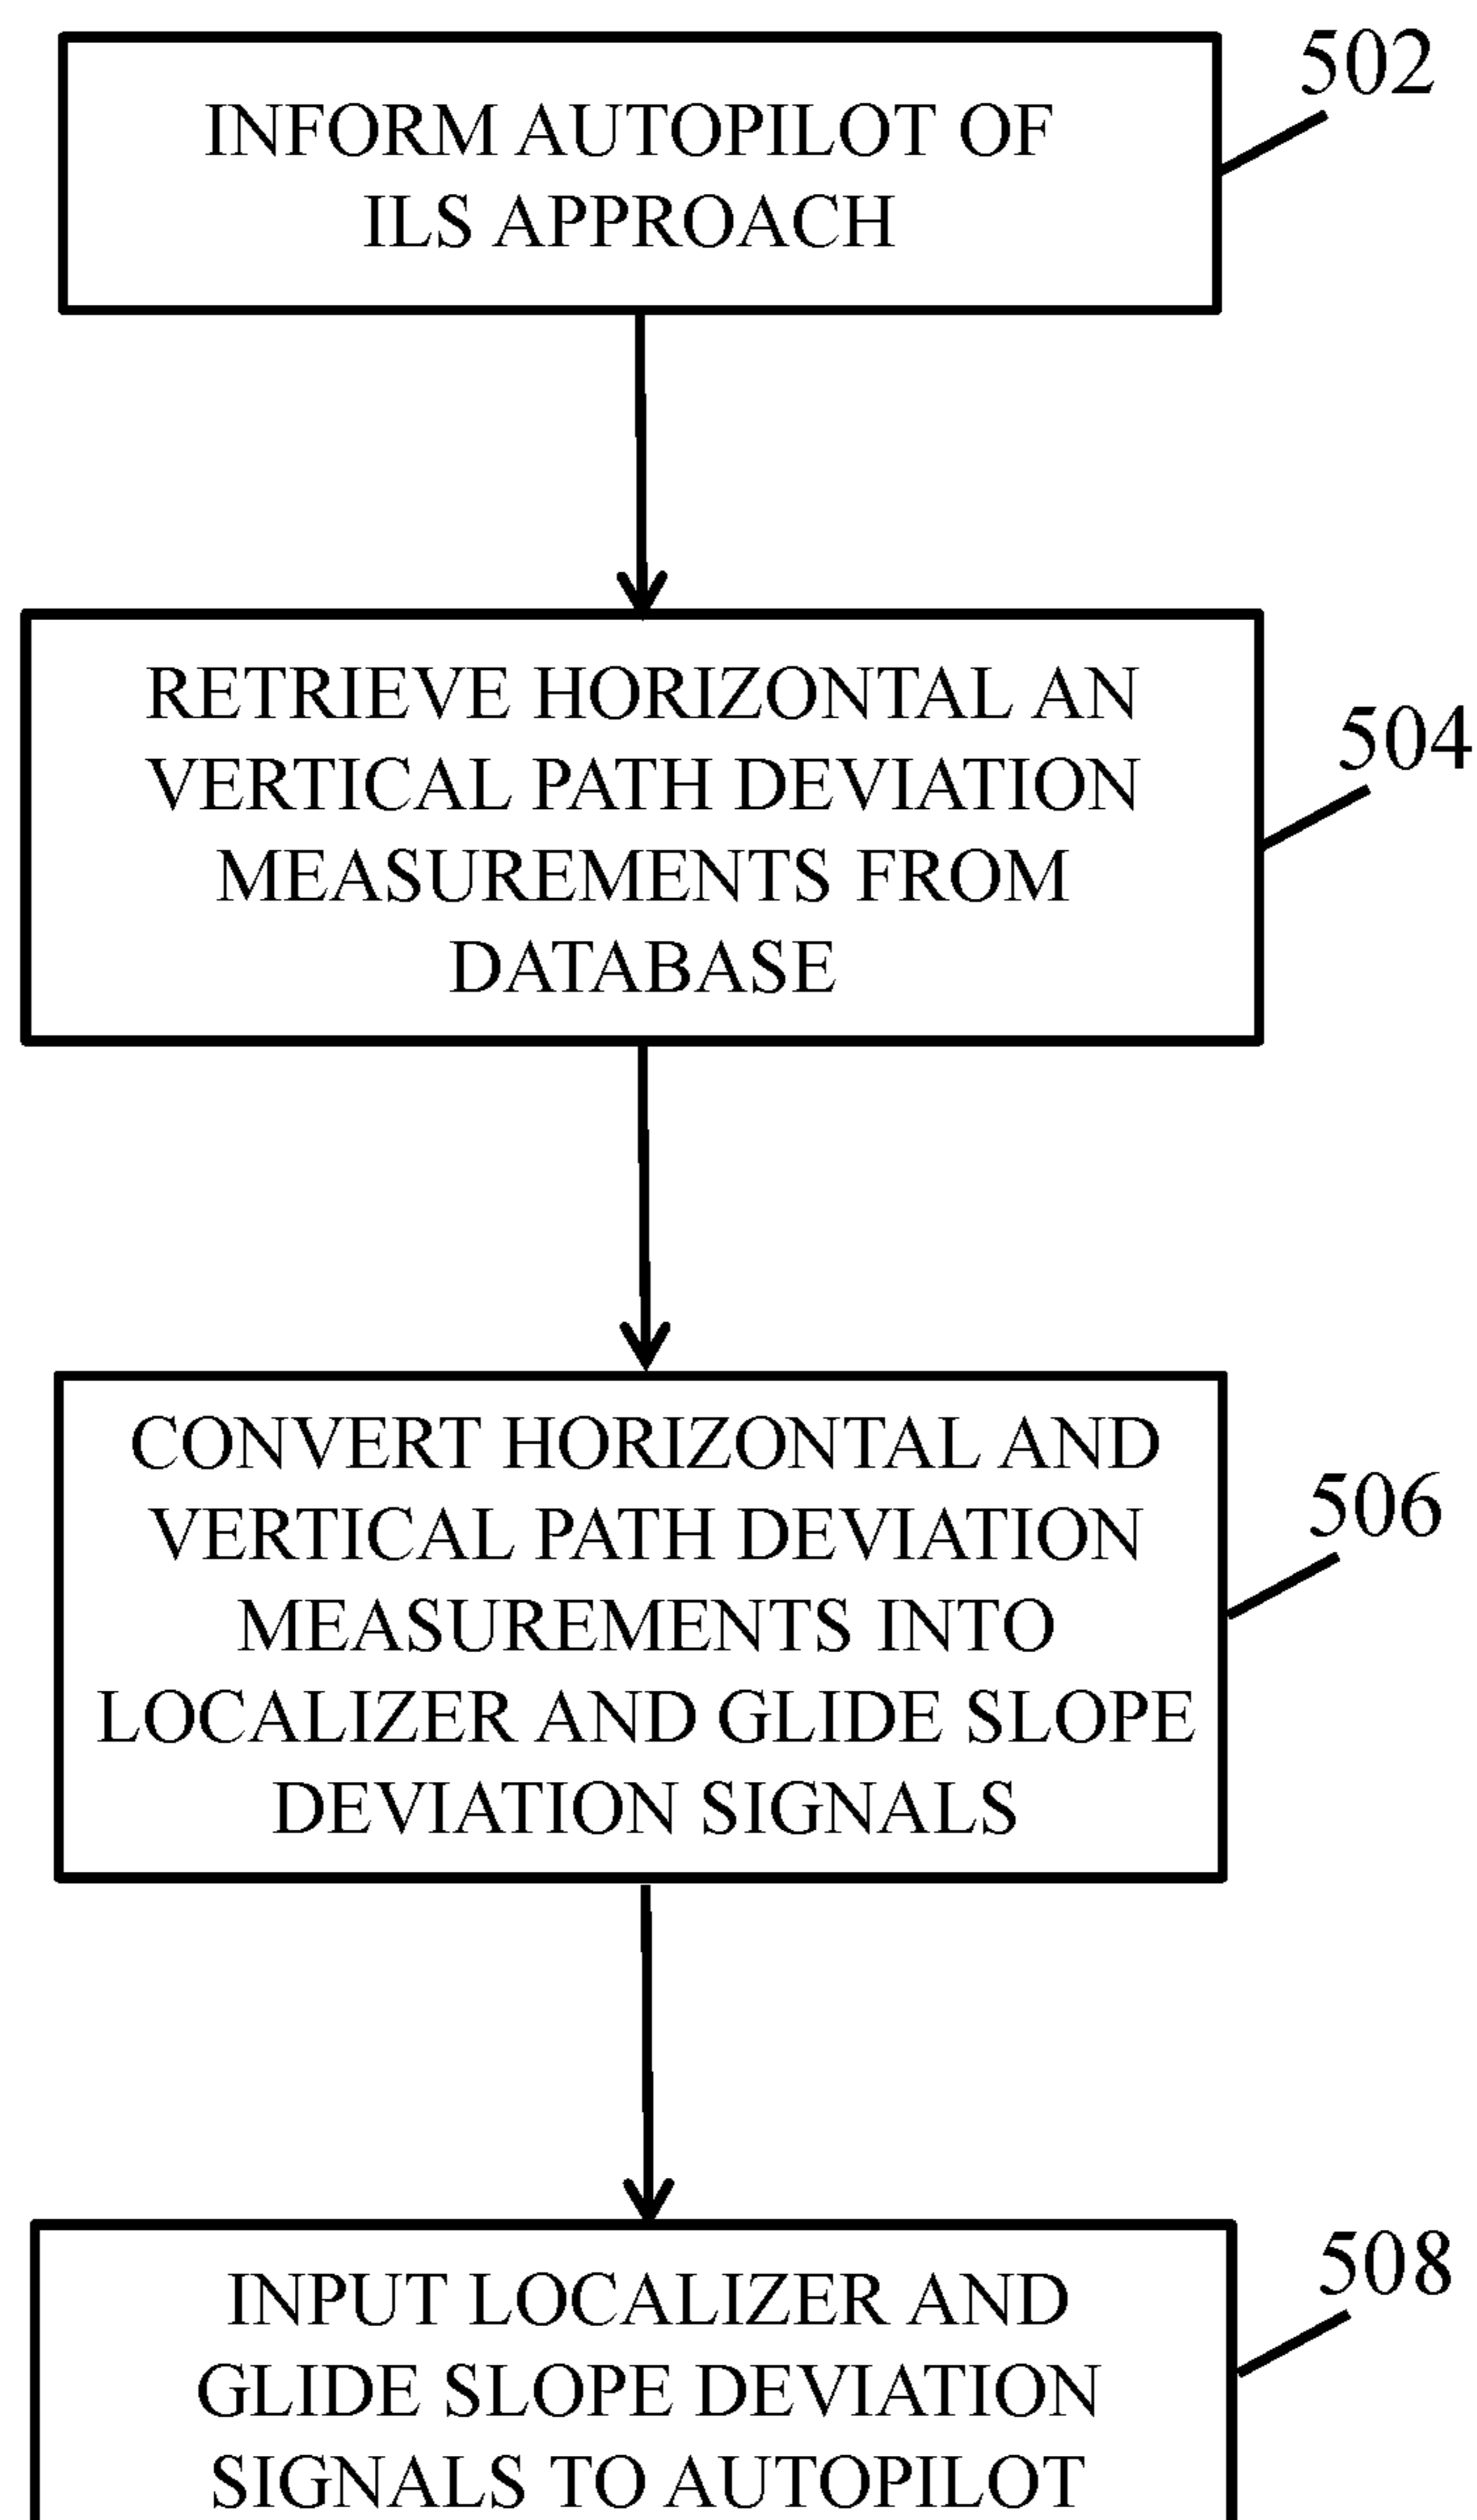 INFORM AUTOPILOT OF
ILS APPROACH
502
RETRIEVE HORIZONTAL AN
VERTICAL PATH DEVIATION
MEASUREMENTS FROM
DATABASE
504
CONVERT HORIZONTAL AND
VERTICAL PATH DEVIATION
MEASUREMENTS INTO
LOCALIZER AND GLIDE SLOPE
DEVIATION SIGNALS
506
INPUT LOCALIZER AND
GLIDE SLOPE DEVIATION
SIGNALS TO AUTOPILOT
508